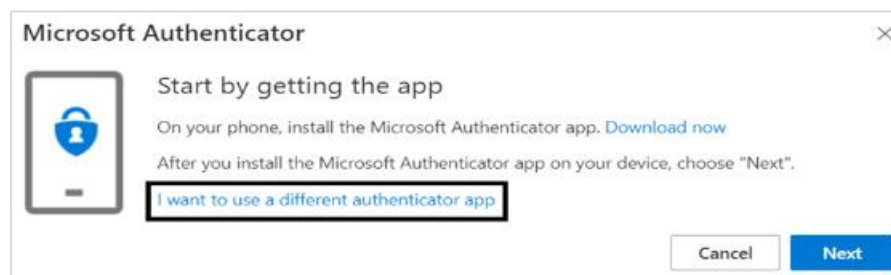 Microsoft Authenticator
Start by getting the app
On your phone, install the Microsoft Authenticator app. Download now
After you install the Microsoft Authenticator app on your device, choose "Next".
I want to use a different authenticator app
Cancel Next